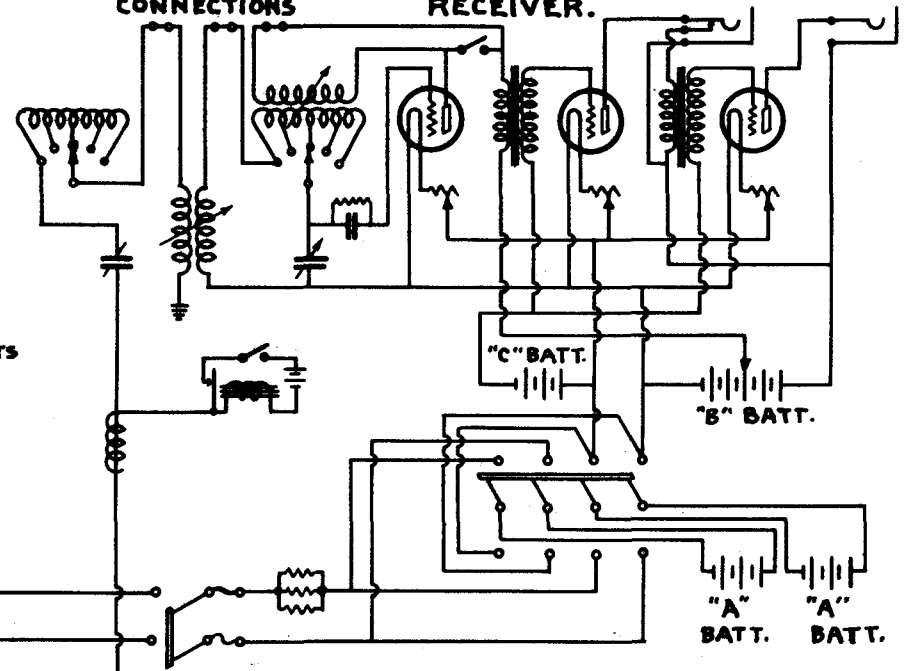 CONNECTIONS
RECEIVER.
"C" BATT.
"B" BATT.
"A"
BATT.
"A"
BATT.